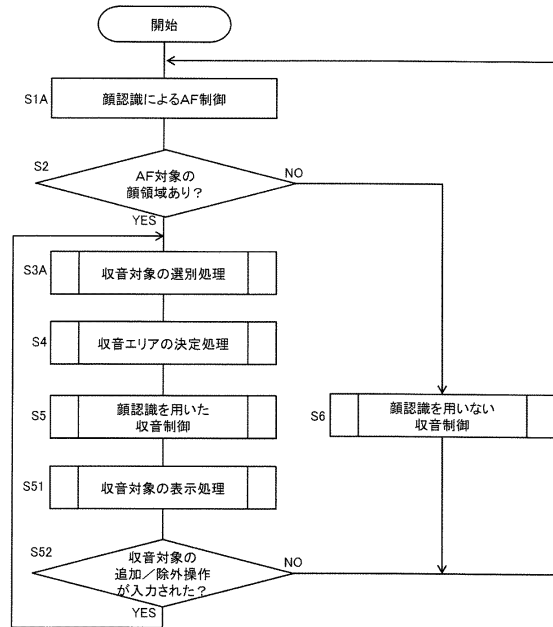 開始
S1A
顔認識によるAF制御
S2
AF対象の
顔領域あり?
NO
YES
S3A
収音対象の選別処理
S4
収音エリアの決定処理
S5
顔認識を用いた
収音制御
S6
顔認識を用いない
収音制御
S51
収音対象の表示処理
S52
収音対象の
追加/除外操作
が入力された?
NO
YES